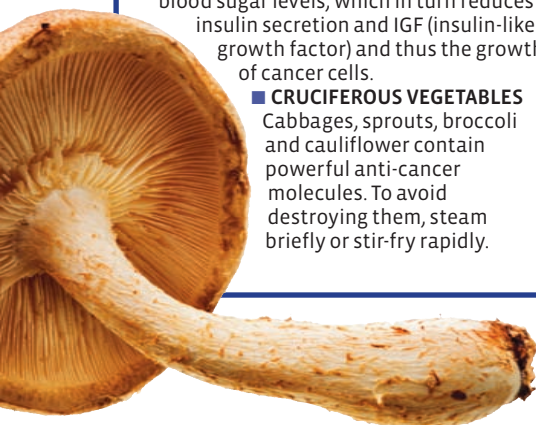 blood sugar levels, which in turn reduces
insulin secretion and IGF (insulin-like
growth factor) and thus the growth
of cancer cells.
■ CRUCIFEROUS VEGETABLES
Cabbages, sprouts, broccoli
and cauliflower contain
powerful anti-cancer
molecules. To avoid
destroying them, steam
briefly or stir-fry rapidly.